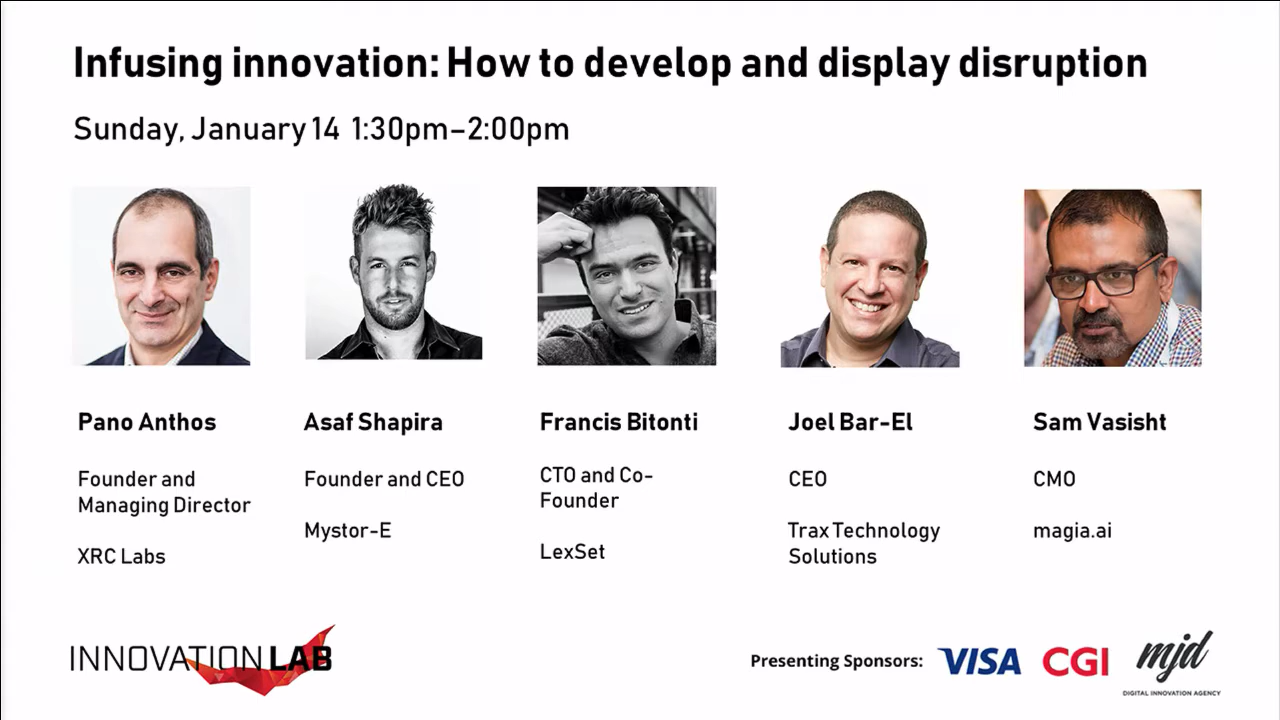 Infusing innovation: How to develop and display disruption
Sunday, January 14 1:30pm–2:00pm
Pano Anthos
Founder and
Managing Director
XRC Labs
Asaf Shapira
Founder and CEO
Mystor-E
Francis Bitonti
CTO and Co-
Founder
LexSet
Joel Bar-El
CEO
Trax Technology
Solutions
Sam Vasisht
CMO
magia.ai
INNOVATION LAB
Presenting Sponsors:
VISA
CGI
mjd
DIGITAL INNOVATION AGENCY